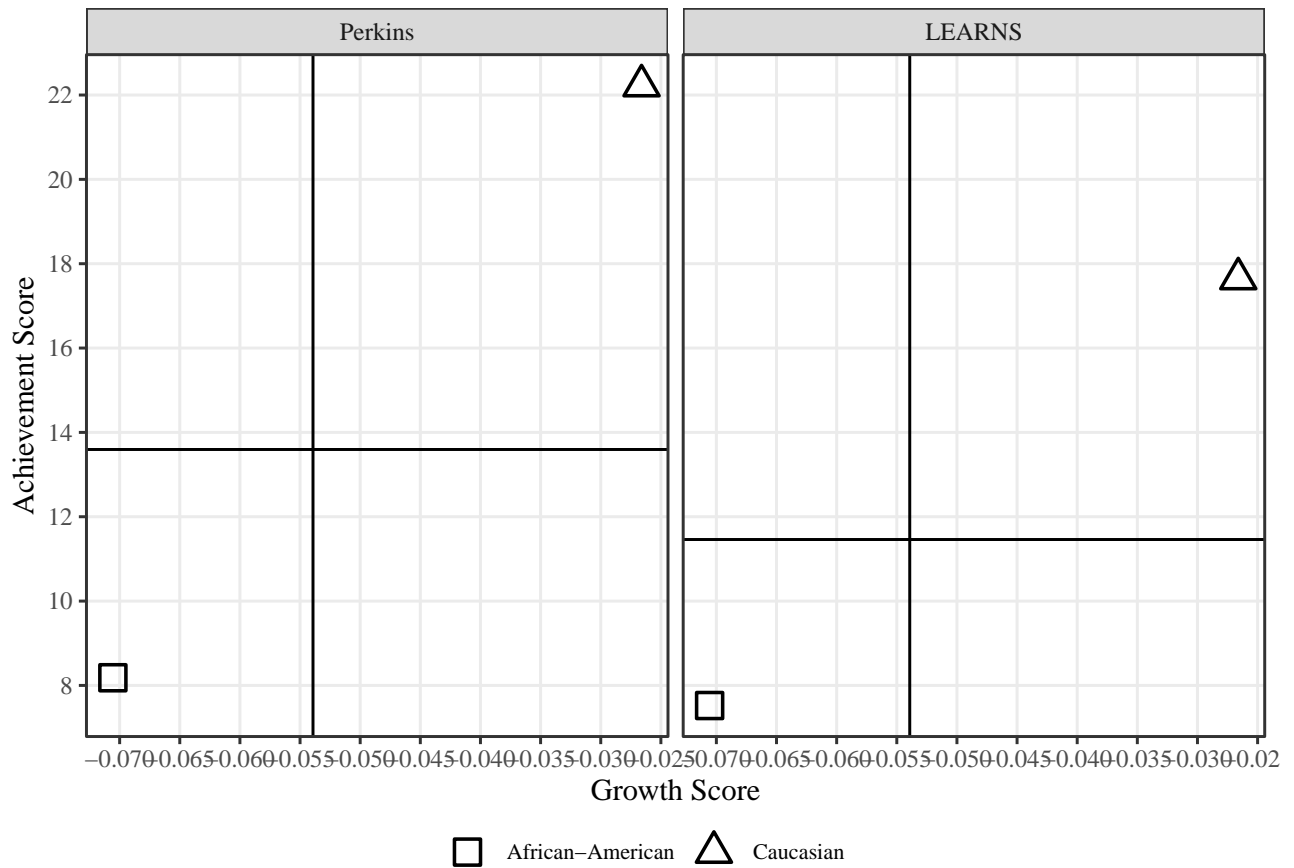 Perkins LEARNS
22
20
18
16
14
12
10
8
Achievement Score
−0.070 −0.065 −0.060 −0.055 −0.050 −0.045 −0.040 −0.035 −0.030 −0.025 −0.070 −0.065 −0.060 −0.055 −0.050 −0.045 −0.040 −0.035 −0.030 −0.02
Growth Score
African−American Caucasian